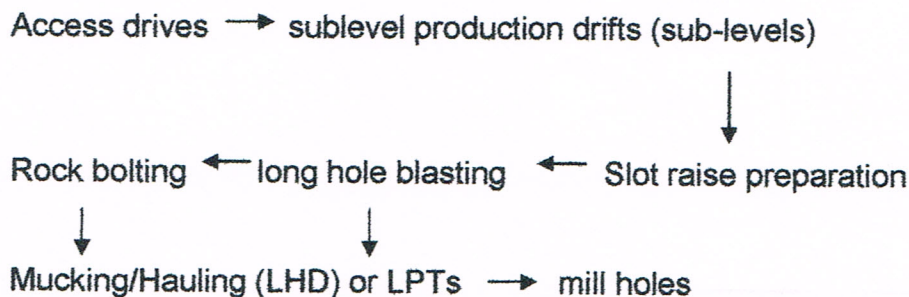 Access drives → sublevel production drifts (sub-levels)
↓
Rock bolting ← long hole blasting ← Slot raise preparation
↓ ↓
Mucking/Hauling (LHD) or LPTs → mill holes